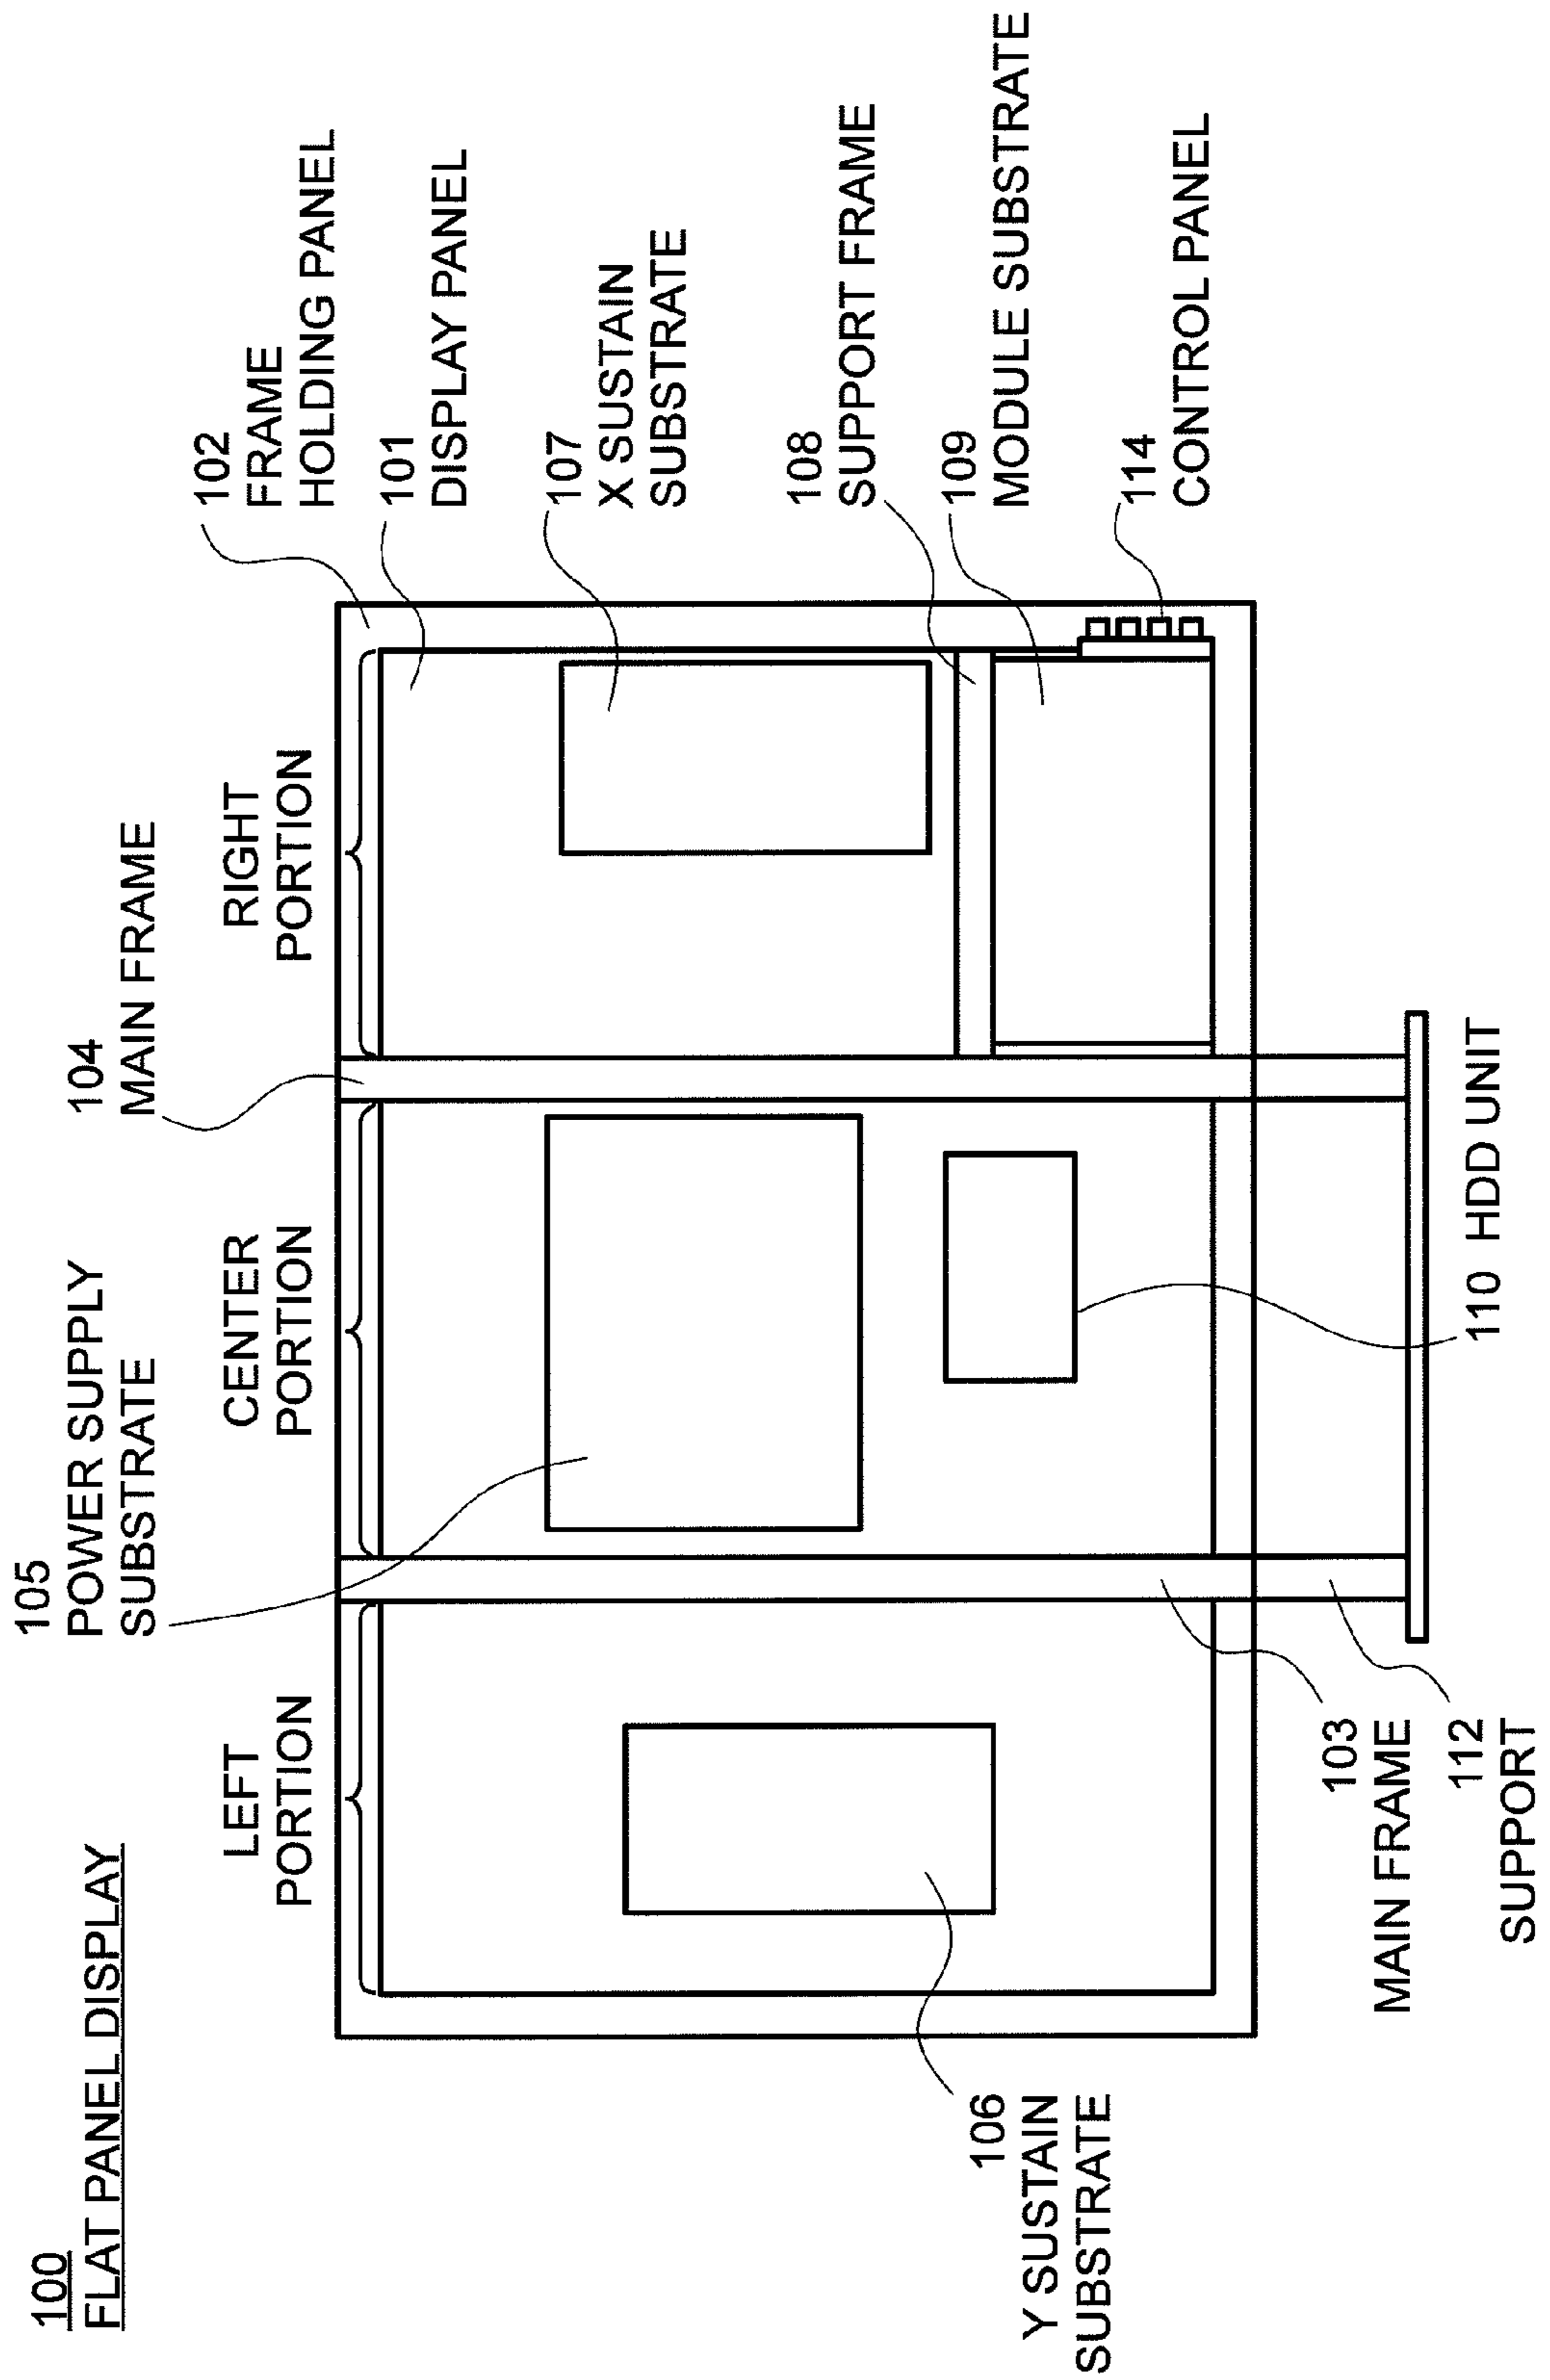 100
FLAT PANEL DISPLAY
105
POWER SUPPLY
SUBSTRATE
104
MAIN FRAME
LEFT
PORTION
CENTER
PORTION
RIGHT
PORTION
102
FRAME
HOLDING PANEL
101
DISPLAY PANEL
107
X SUSTAIN
SUBSTRATE
108
SUPPORT FRAME
109
MODULE SUBSTRATE
114
CONTROL PANEL
106
Y SUSTAIN
SUBSTRATE
103
MAIN FRAME
112
SUPPORT
110 HDD UNIT